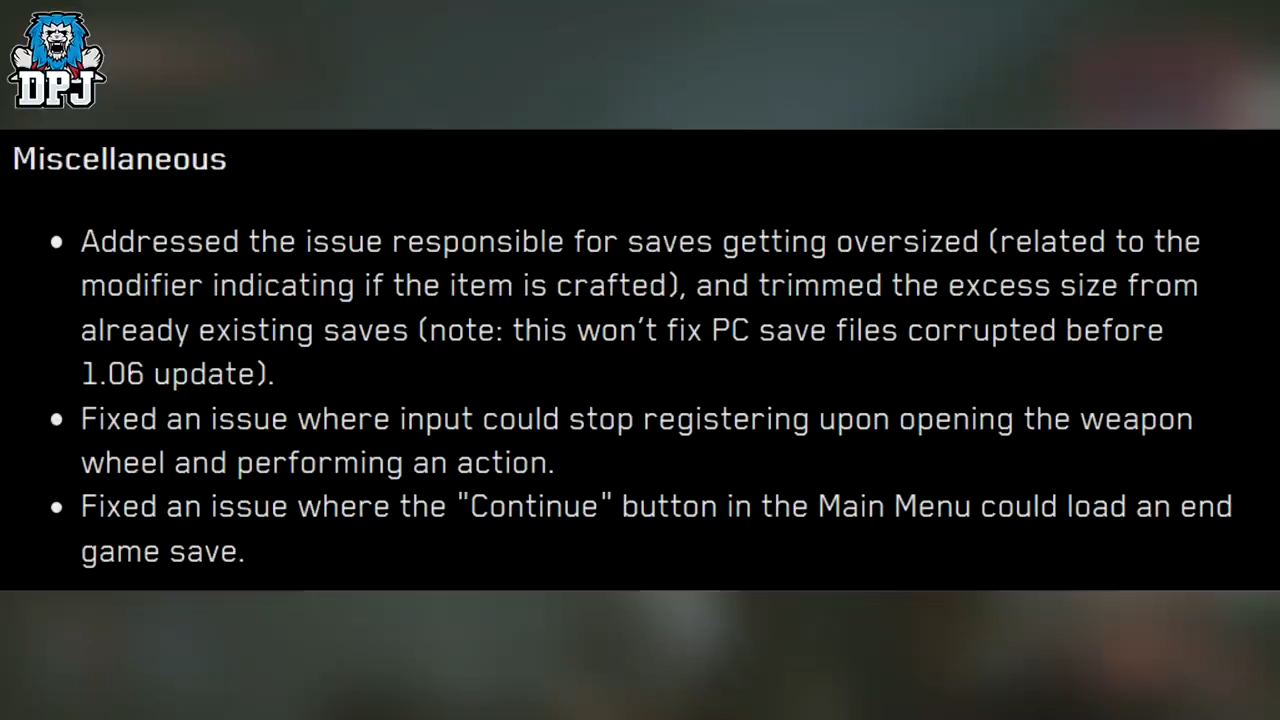 DPJ
Miscellaneous
Addressed the issue responsible for saves getting oversized (related to the
modifier indicating if the item is crafted), and trimmed the excess size from
already existing saves (note: this won't fix PC save files corrupted before
1.06 update).
Fixed an issue where input could stop registering upon opening the weapon
wheel and performing an action.
Fixed an issue where the "Continue" button in the Main Menu could load an end
game save.